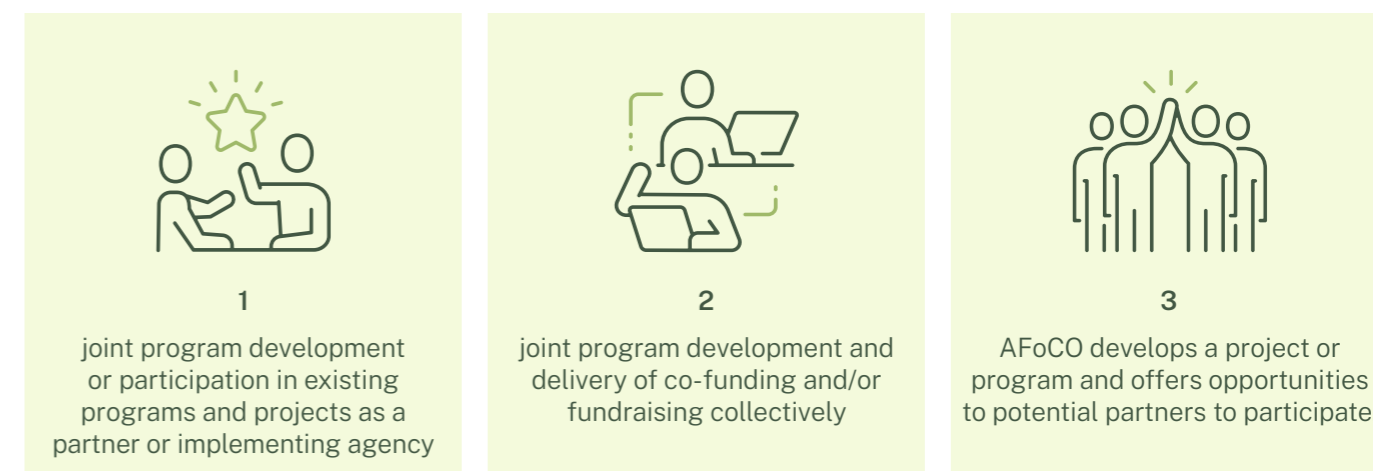 1
joint program development
or participation in existing
programs and projects as a
partner or implementing agency
2
joint program development and
delivery of co-funding and/or
fundraising collectively
3
AFoCO develops a project or
program and offers opportunities
to potential partners to participate